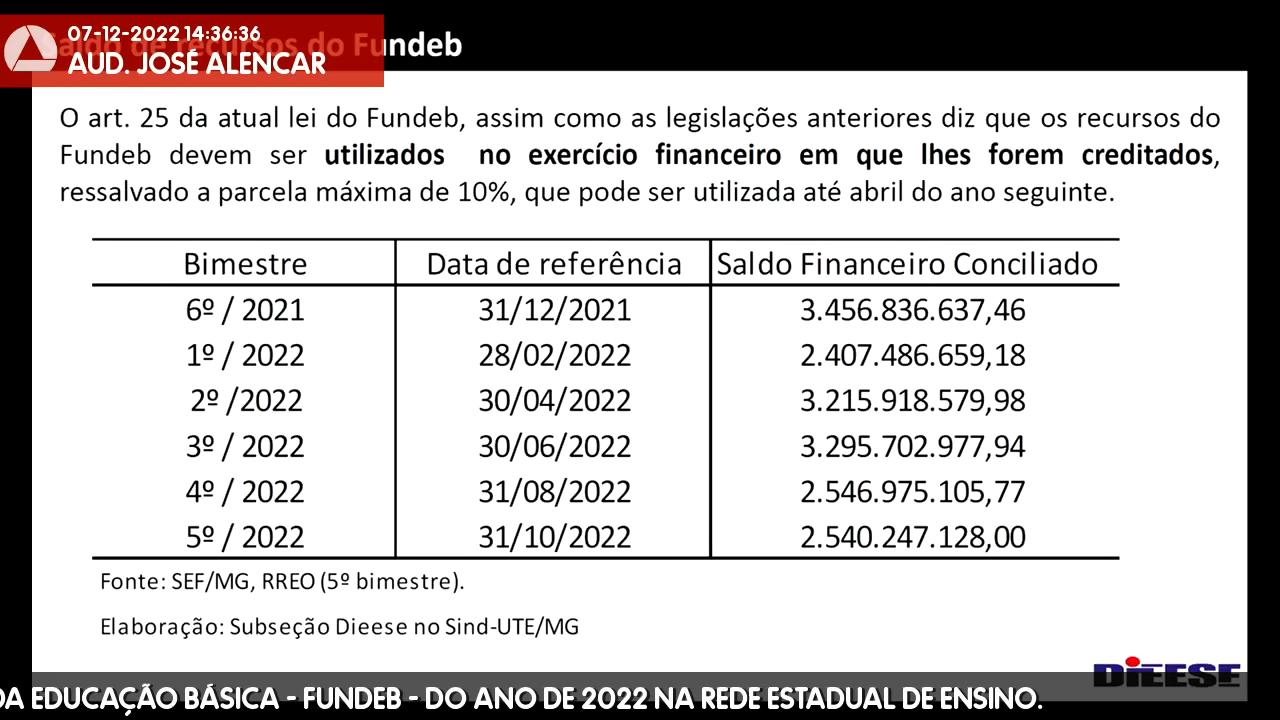 07-12-2022 14:36:36
Saldo de recursos do Fundeb
AUD. JOSÉ ALENCAR
O art. 25 da atual lei do Fundeb, assim como as legislações anteriores diz que os recursos do
Fundeb devem ser utilizados no exercício financeiro em que lhes forem creditados,
ressalvado a parcela máxima de 10%, que pode ser utilizada até abril do ano seguinte.
Bimestre Data de referência Saldo Financeiro Conciliado
6º / 2021 31/12/2021 3.456.836.637,46
1º / 2022 28/02/2022 2.407.486.659,18
2º /2022 30/04/2022 3.215.918.579,98
3º / 2022 30/06/2022 3.295.702.977,94
4º / 2022 31/08/2022 2.546.975.105,77
5º / 2022 31/10/2022 2.540.247.128,00
Fonte: SEF/MG, RREO (5º bimestre).
Elaboração: Subseção Dieese no Sind-UTE/MG
DIEESE
DA EDUCAÇÃO BÁSICA - FUNDEB - DO ANO DE 2022 NA REDE ESTADUAL DE ENSINO.